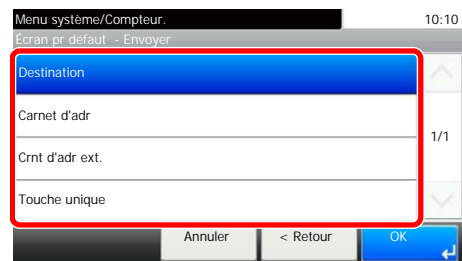 Menu système/Compteur.
10:10
Écran pr défaut - Envoyer
Destination
Carnet d'adr
1/1
Crnt d'adr ext.
Touche unique
Annuler
< Retour
OK